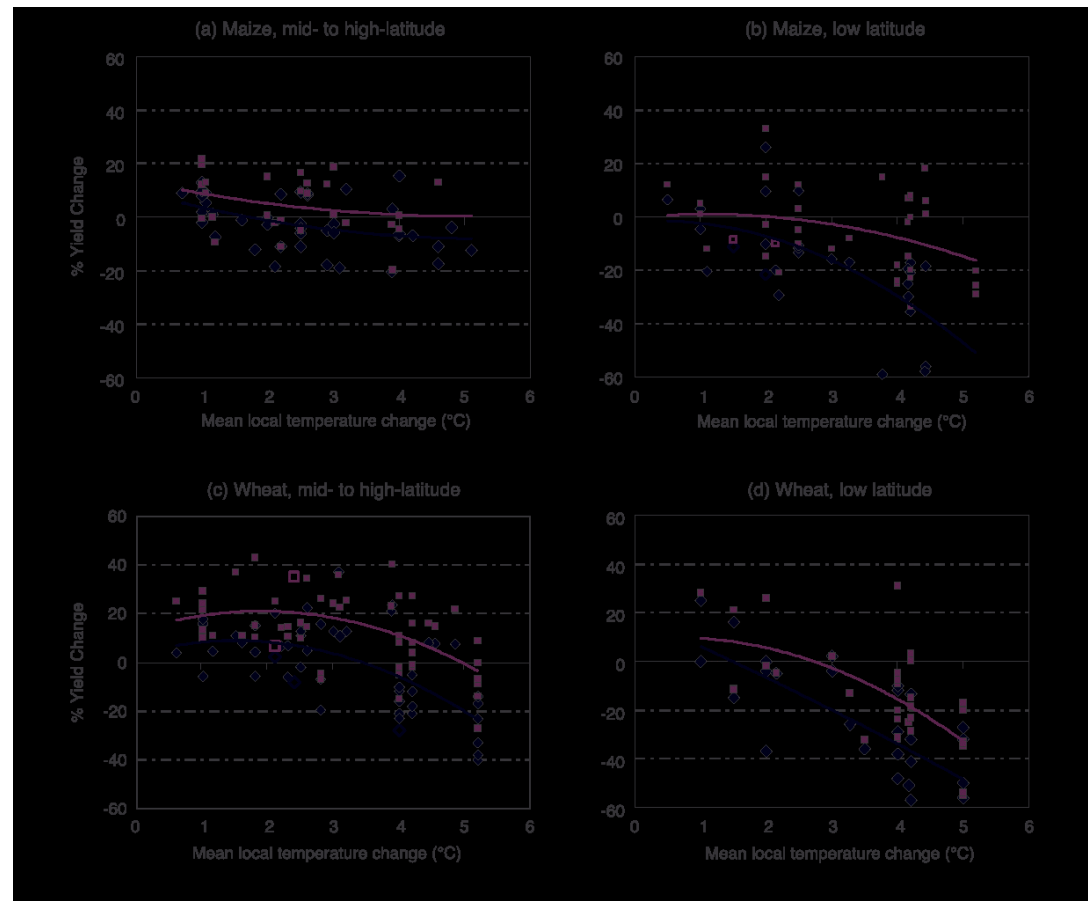 (a) Maize, mid- to high-latitude
60
40
20
0
-20
-40
-60
% Yield Change
0 1 2 3 4 5 6
Mean local temperature change (°C)
(b) Maize, low latitude
60
40
20
0
-20
-40
-60
0 1 2 3 4 5 6
Mean local temperature change (°C)
(c) Wheat, mid- to high-latitude
60
40
20
0
-20
-40
-60
% Yield Change
0 1 2 3 4 5 6
Mean local temperature change (°C)
(d) Wheat, low latitude
60
40
20
0
-20
-40
-60
0 1 2 3 4 5 6
Mean local temperature change (°C)